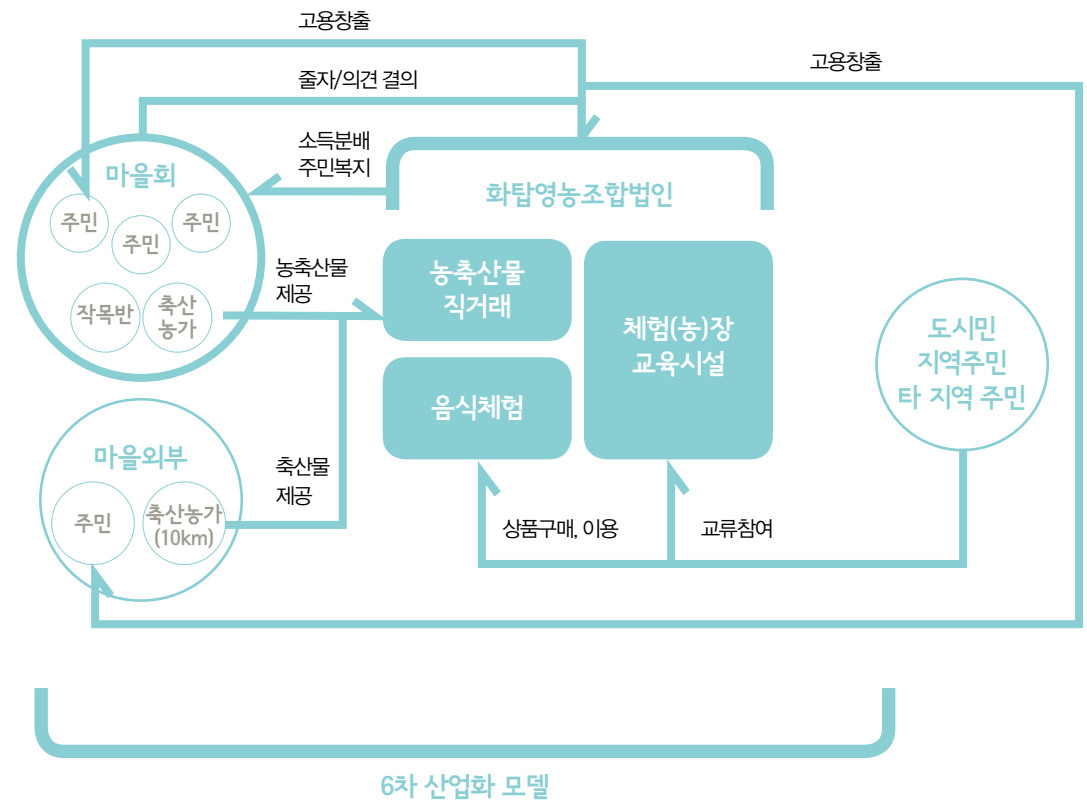 고용창출
고용창출
줄자/의견 결의
소득분배
주민복지
마을회
주민
주민
주민
작목반
축산
농가
화탑영농조합법인
농축산물
제공
농축산물
직거래
체험(농)장
교육시설
음식체험
도시민
지역주민
타 지역 주민
마을외부
주민
축산농가
(10km)
축산물
제공
상품구매, 이용
교류참여
6차 산업화 모델